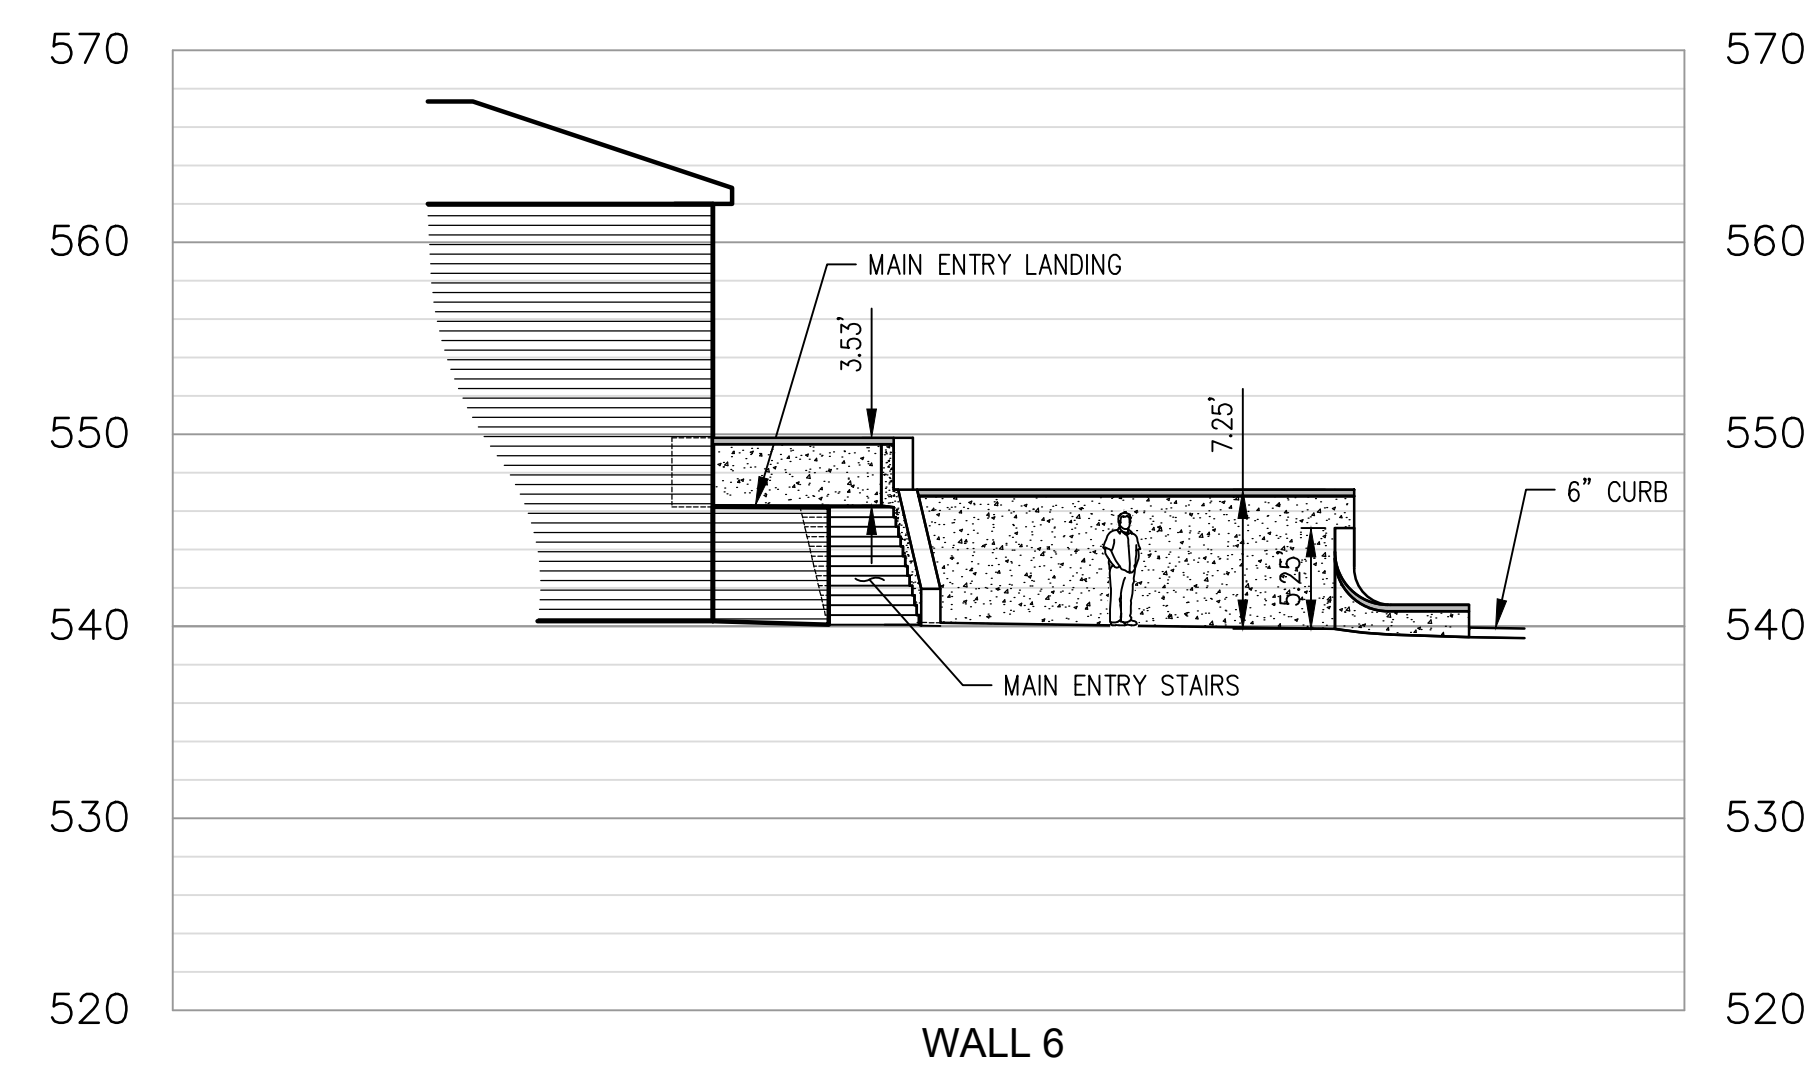 570 570
560 560
MAIN ENTRY LANDING
3.53’
550 550
7.25’
6” CURB
5.25’
540 540
MAIN ENTRY STAIRS
530 530
520 520
WALL 6